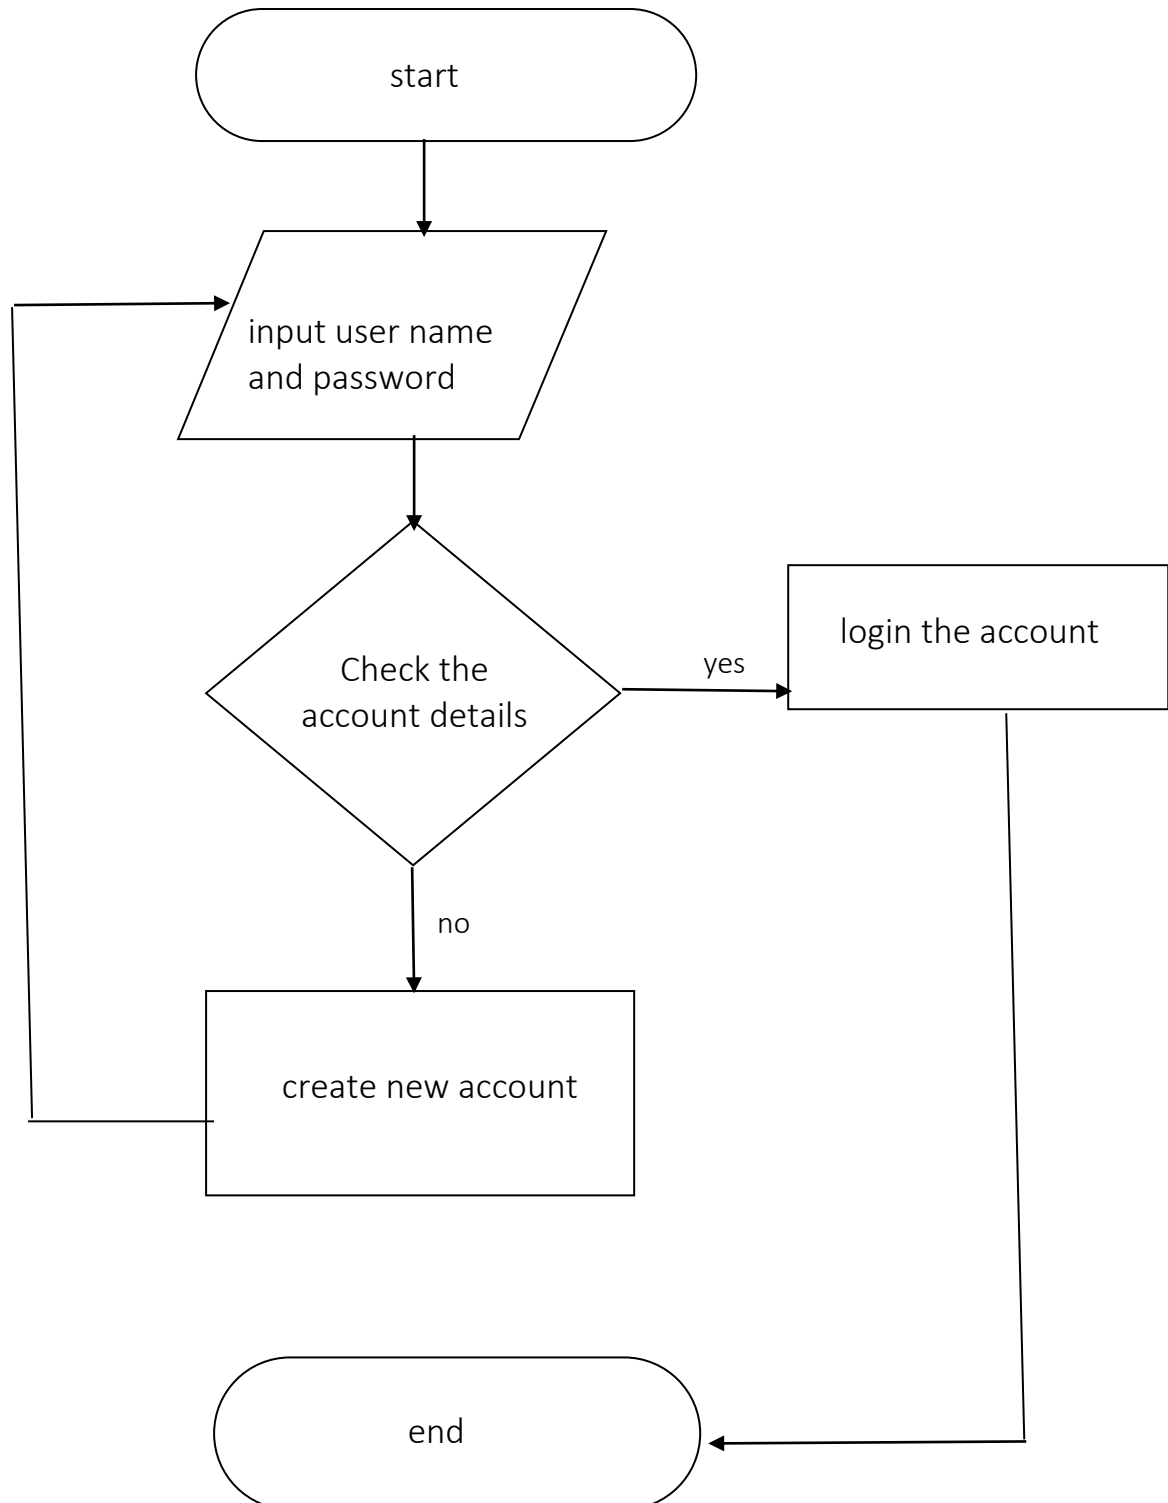 start
input user name
and password
Check the
account details
yes
login the account
no
create new account
end